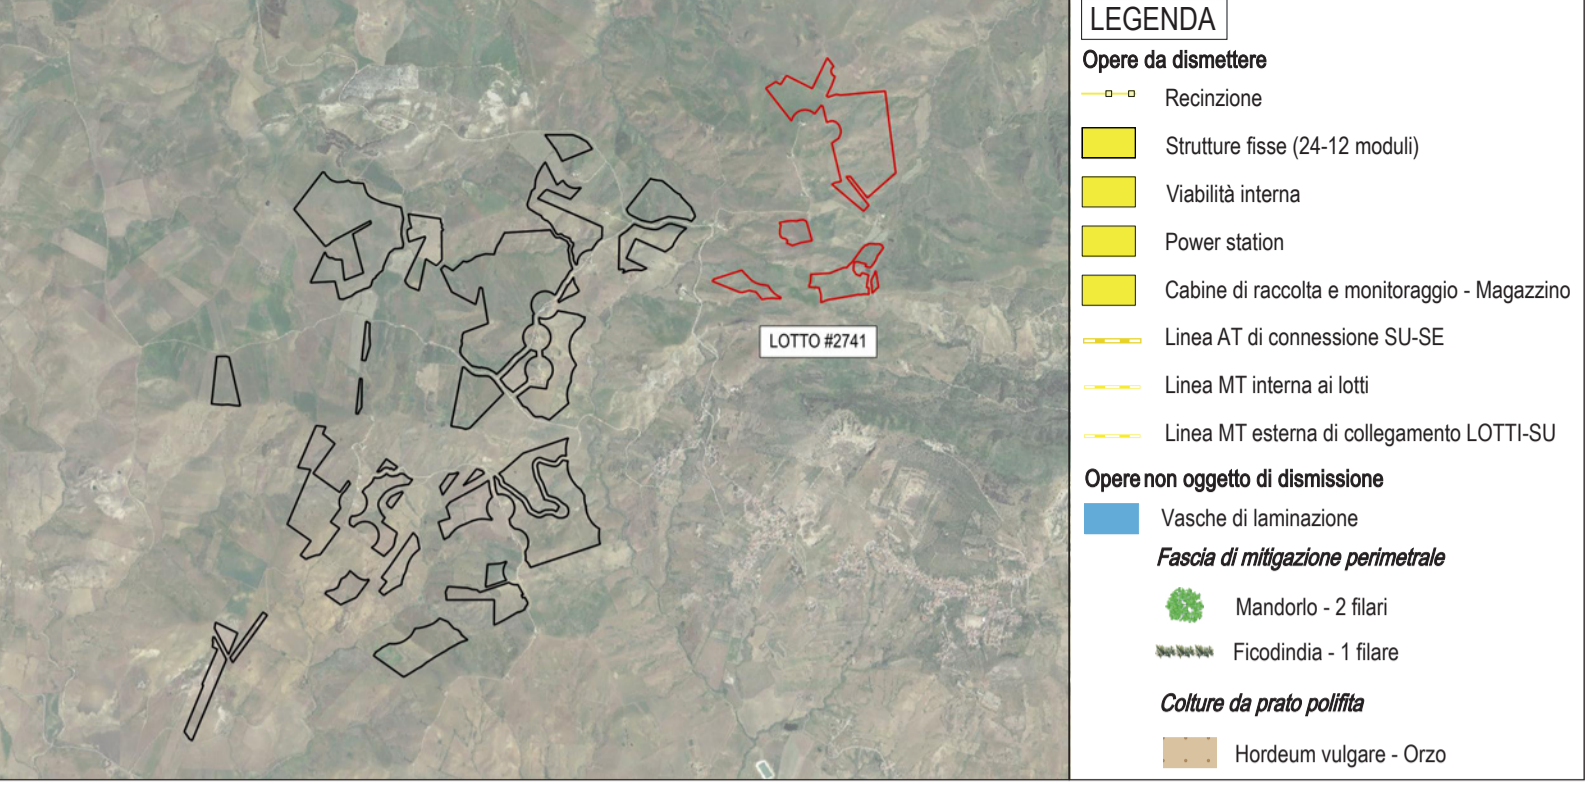 LOTTO #2741
LEGENDA
Opere da dismettere
Recinzione
Strutture fisse (24-12 moduli)
Viabilità interna
Power station
Cabine di raccolta e monitoraggio - Magazzino
Linea AT di connessione SU-SE
Linea MT interna ai lotti
Linea MT esterna di collegamento LOTTI-SU
Opere non oggetto di dismissione
Vasche di laminazione
Fascia di mitigazione perimetrale
Mandorlo - 2 filari
Ficodindia - 1 filare
Colture da prato polifita
Hordeum vulgare - Orzo